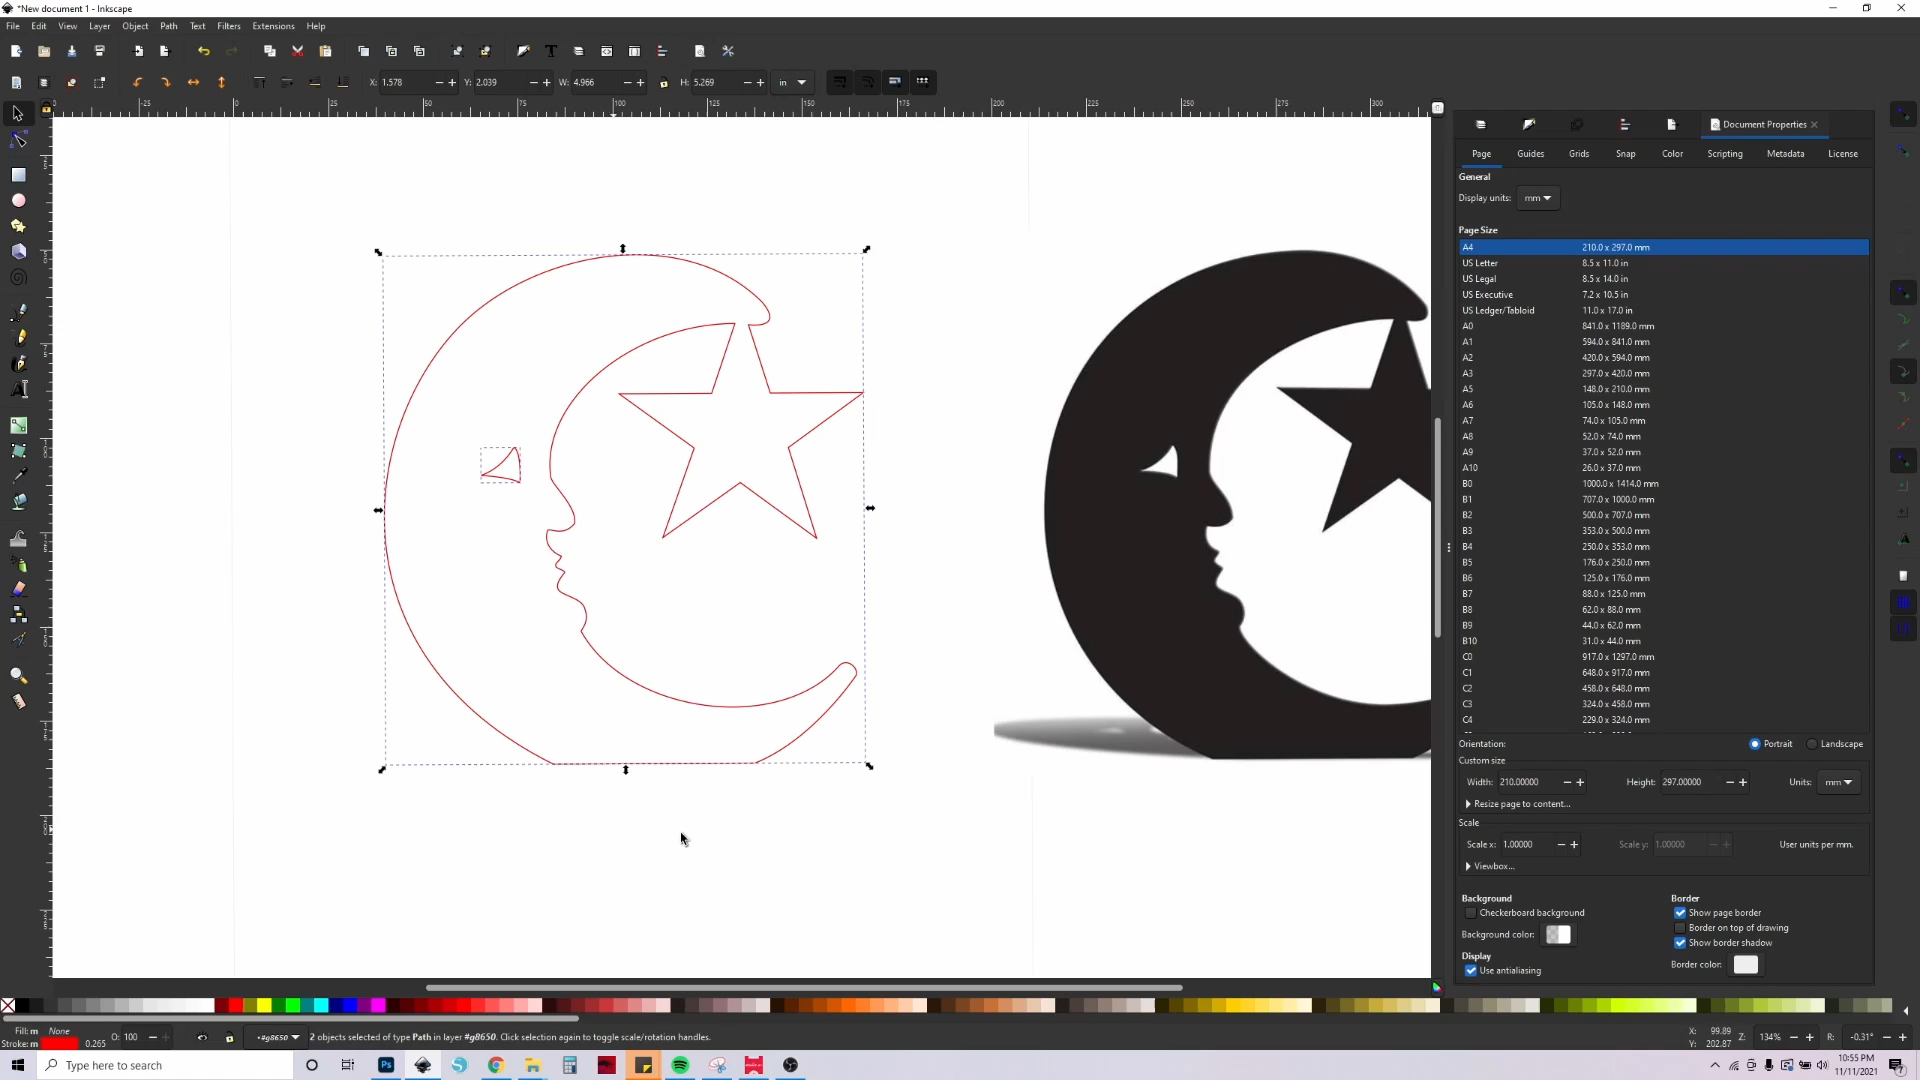 *New document 1 - Inkscape
File Edit View Layer Object Path Text Filters Extensions Help
X: 1.578 Y: 2.039 W: 4.966 H: 5.269 in
-25 0 25 50 75 100 125 150 175 200 225 250 275 300
Document Properties
Page Guides Grids Snap Color Scripting Metadata License
General
Display units: mm
Page Size
A4 210.0 x 297.0 mm
US Letter 8.5 x 11.0 in
US Legal 8.5 x 14.0 in
US Executive 7.2 x 10.5 in
US Ledger/Tabloid 11.0 x 17.0 in
A0 841.0 x 1189.0 mm
A1 594.0 x 841.0 mm
A2 420.0 x 594.0 mm
A3 297.0 x 420.0 mm
A5 148.0 x 210.0 mm
A6 105.0 x 148.0 mm
A7 74.0 x 105.0 mm
A8 52.0 x 74.0 mm
A9 37.0 x 52.0 mm
A10 26.0 x 37.0 mm
B0 1000.0 x 1414.0 mm
B1 707.0 x 1000.0 mm
B2 500.0 x 707.0 mm
B3 353.0 x 500.0 mm
B4 250.0 x 353.0 mm
B5 176.0 x 250.0 mm
B6 125.0 x 176.0 mm
B7 88.0 x 125.0 mm
B8 62.0 x 88.0 mm
B9 44.0 x 62.0 mm
B10 31.0 x 44.0 mm
C0 917.0 x 1297.0 mm
C1 648.0 x 917.0 mm
C2 458.0 x 648.0 mm
C3 324.0 x 458.0 mm
C4 229.0 x 324.0 mm
Orientation: Portrait Landscape
Custom size
Width: 210.00000 Height: 297.00000 Units: mm
Resize page to content...
Scale
Scale x: 1.00000 Scale y: 1.00000 User units per mm.
Viewbox...
Background Border
Checkerboard background Show page border
Border on top of drawing
Background color: Show border shadow
Display
Use antialiasing Border color:
Fill: m None O: 100 •#g8650 2 objects selected of type Path in layer #g8650. Click selection again to toggle scale/rotation handles. X: 99.89 Z: 134% R: -0.31°
Stroke: m 0.265 Y: 202.87
Type here to search Ps 10:55 PM
11/11/2021